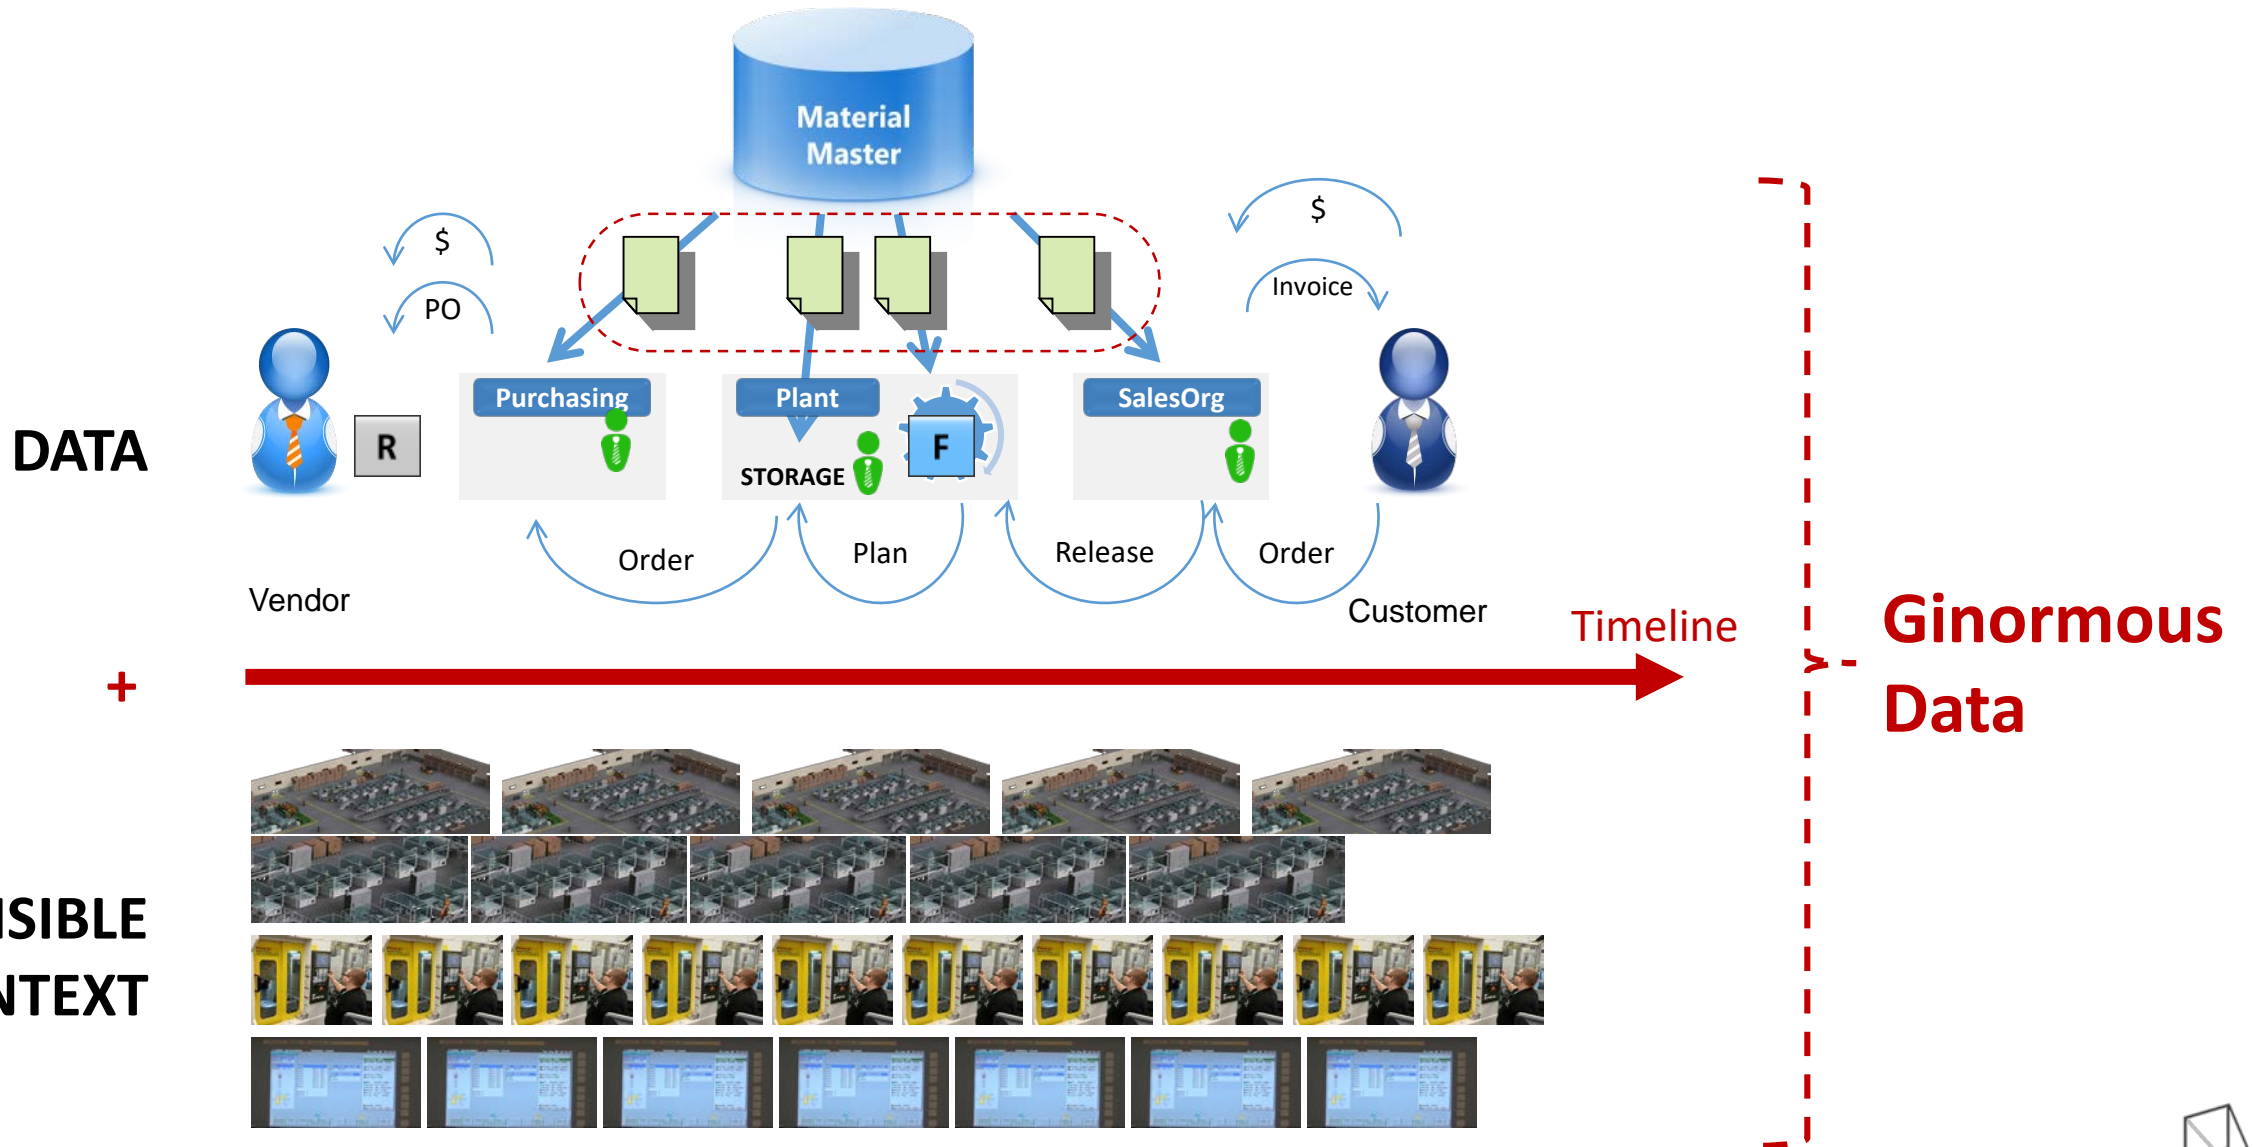 Material
Master
$
$
PO
Invoice
Purchasing
Plant
SalesOrg
DATA
R
F
STORAGE
Order
Plan
Release
Order
Vendor
Customer
Timeline
+
Ginormous
Data
ISIBLE
NTEXT